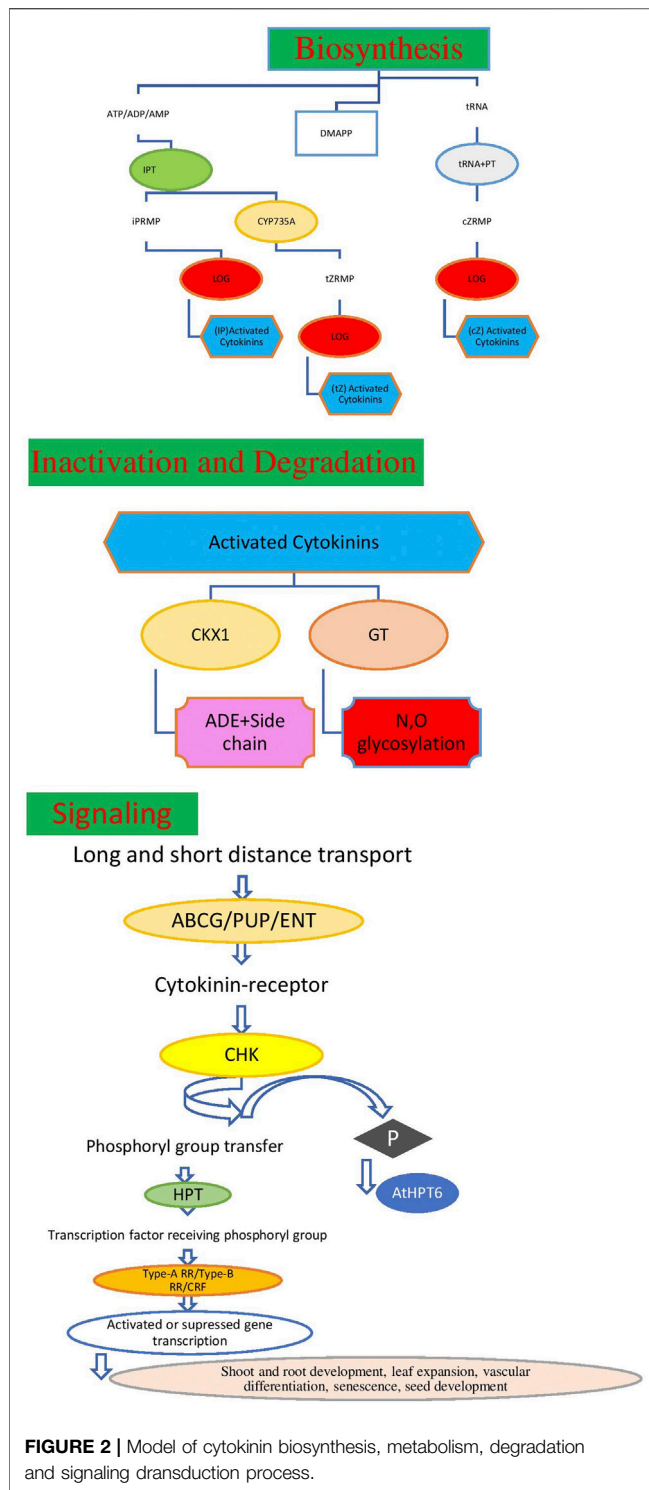 Biosynthesis
ATP/ADP/AMP
DMAPP
tRNA
IPT
tRNA+PT
iPRMP
CYP735A
cZRMP
LOG
tZRMP
LOG
(IP)Activated
Cytokinins
LOG
(cZ) Activated
Cytokinins
(tZ) Activated
Cytokinins
Inactivation and Degradation
Activated Cytokinins
CKX1
GT
ADE+Side
chain
N,O
glycosylation
Signaling
Long and short distance transport
ABCG/PUP/ENT
Cytokinin-receptor
CHK
Phosphoryl group transfer
P
HPT
AtHPT6
Transcription factor receiving phosphoryl group
Type-A RR/Type-B
RR/CRF
Activated or supressed gene
transcription
Shoot and root development, leaf expansion, vascular
differentiation, senescence, seed development
FIGURE 2 | Model of cytokinin biosynthesis, metabolism, degradation
and signaling dransduction process.